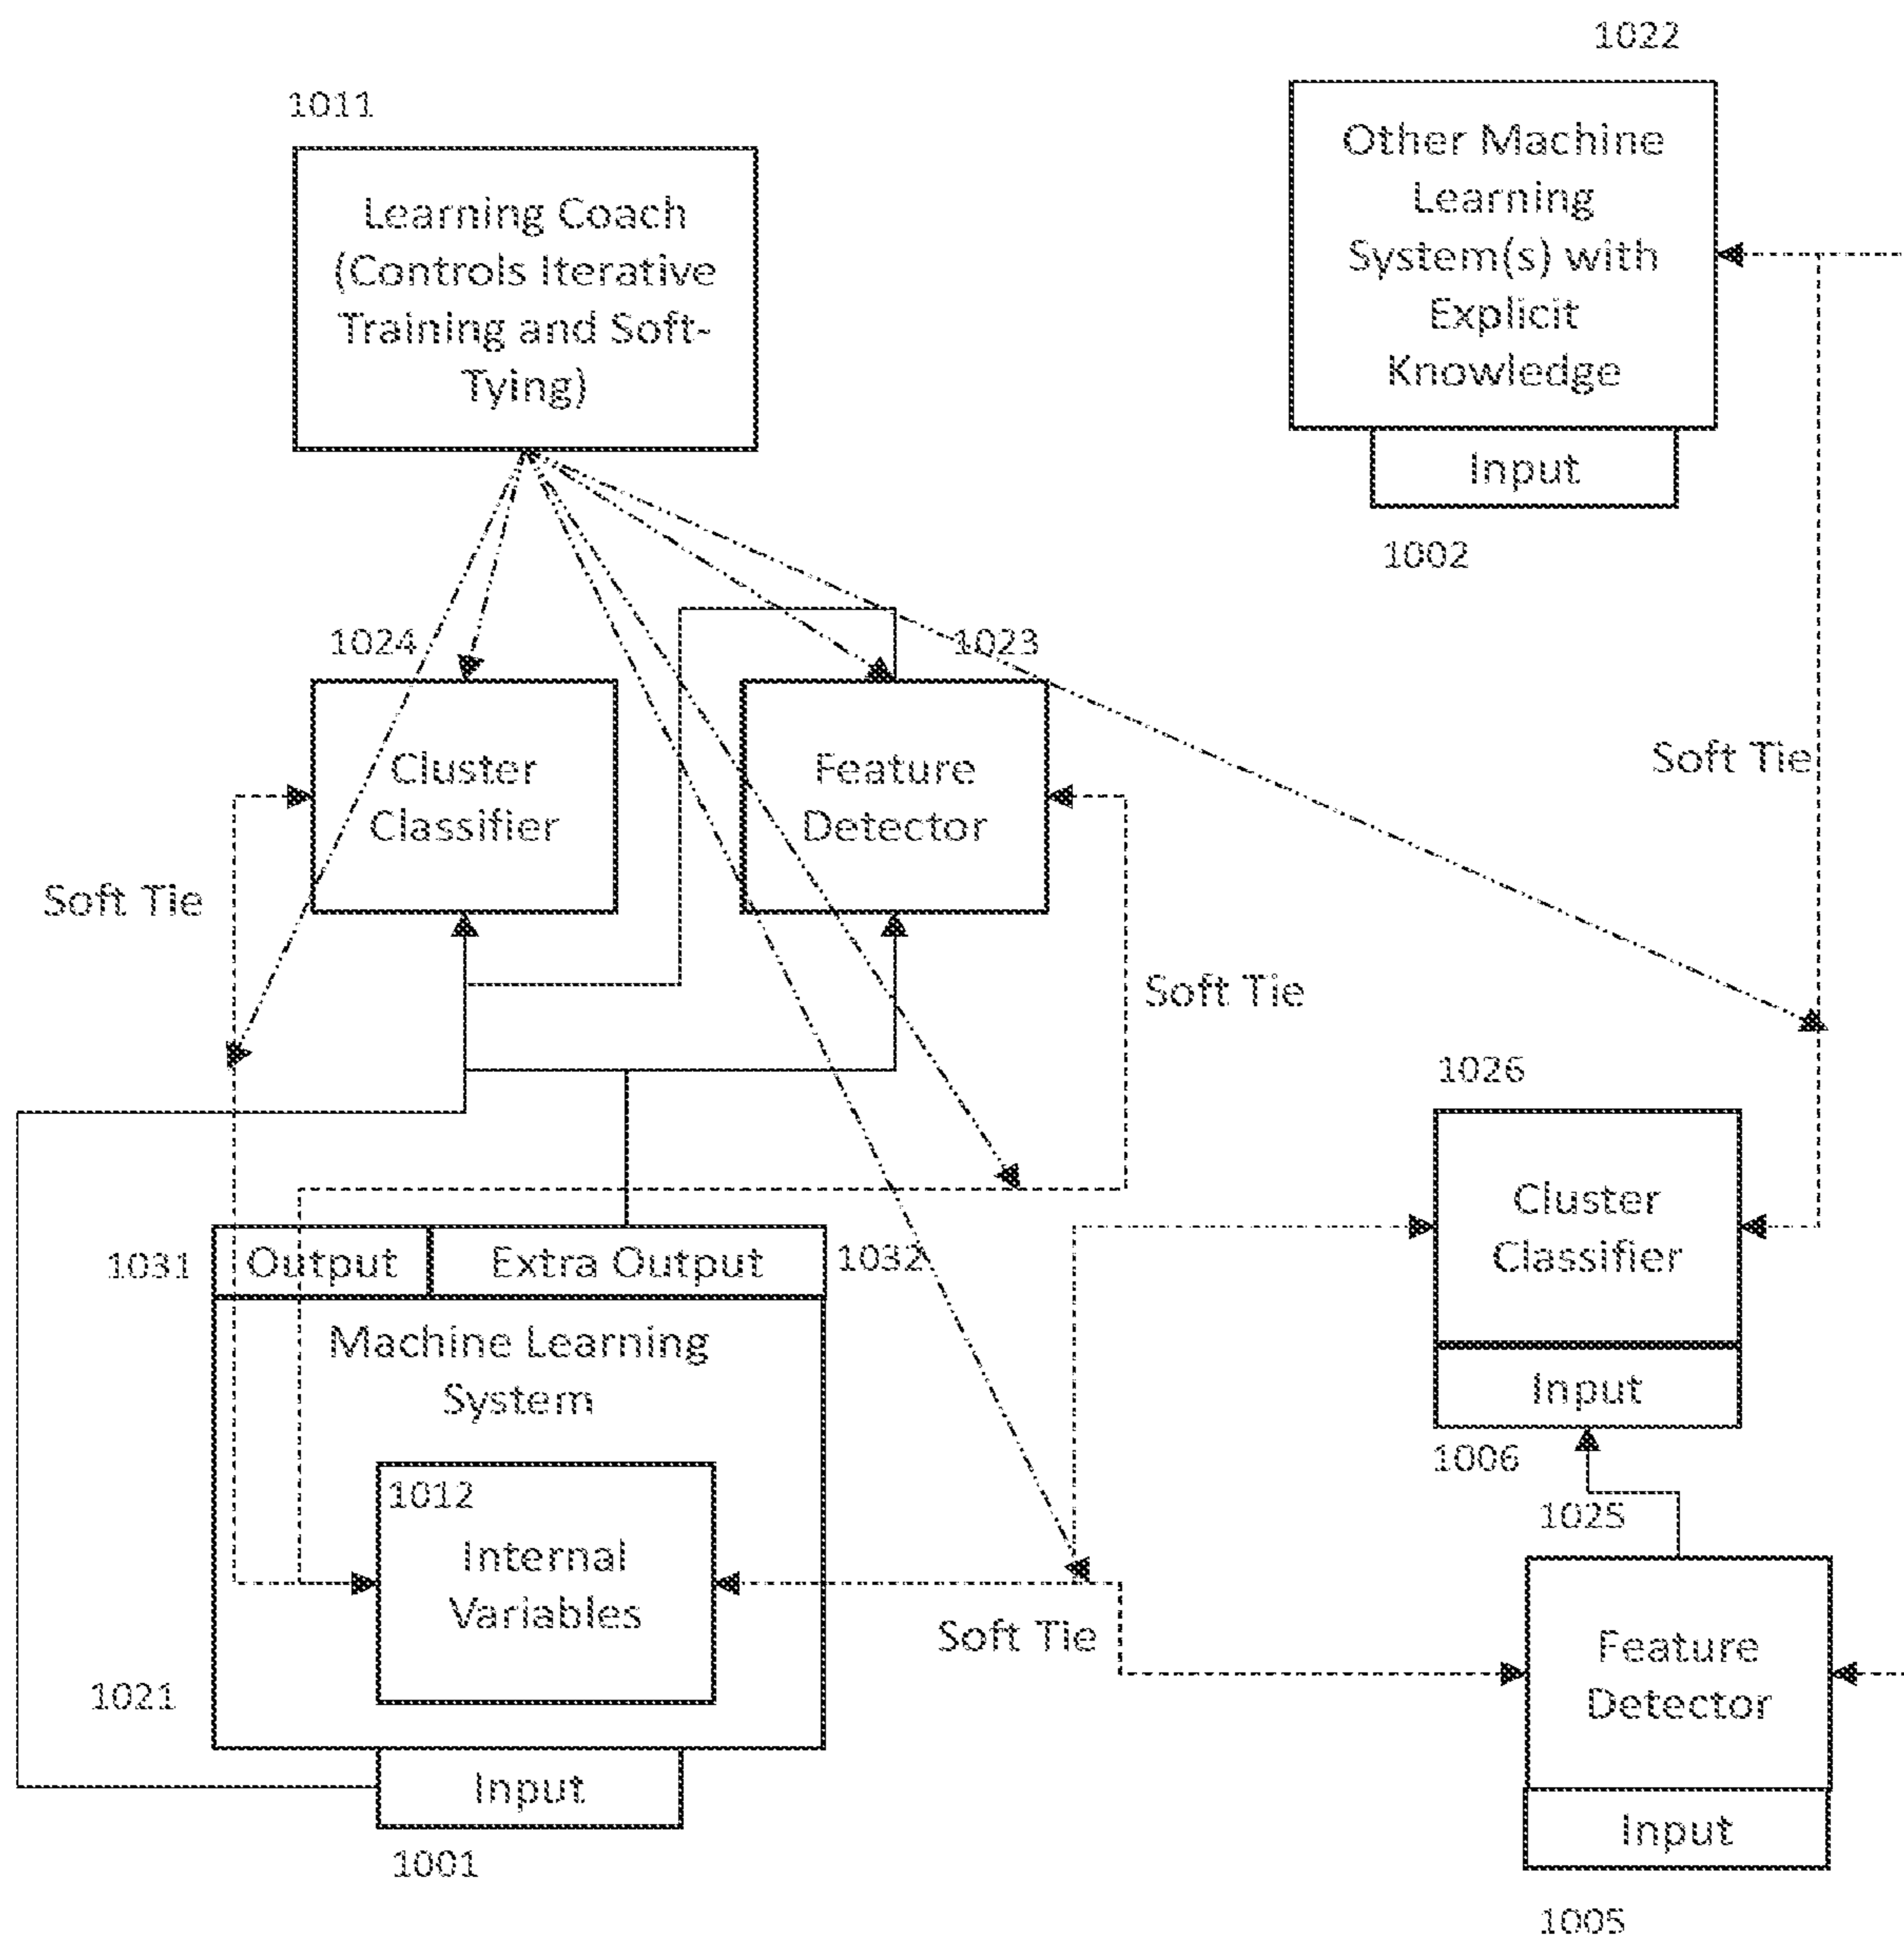 1022
1011
Other Machine
Learning
System(s) with
Explicit
Knowledge
Learning Coach
(Controls Iterative
Training and Soft-
Tying)
Input
1002
1024
1023
Cluster
Classifier
Feature
Detector
Soft Tie
Soft Tie
Soft Tie
1026
Cluster
Classifier
1031
Output
Extra Output
1032
Machine Learning
System
Input
1006
1012
1025
Internal
Variables
Soft Tie
Feature
Detector
1021
Input
1001
Input
1005